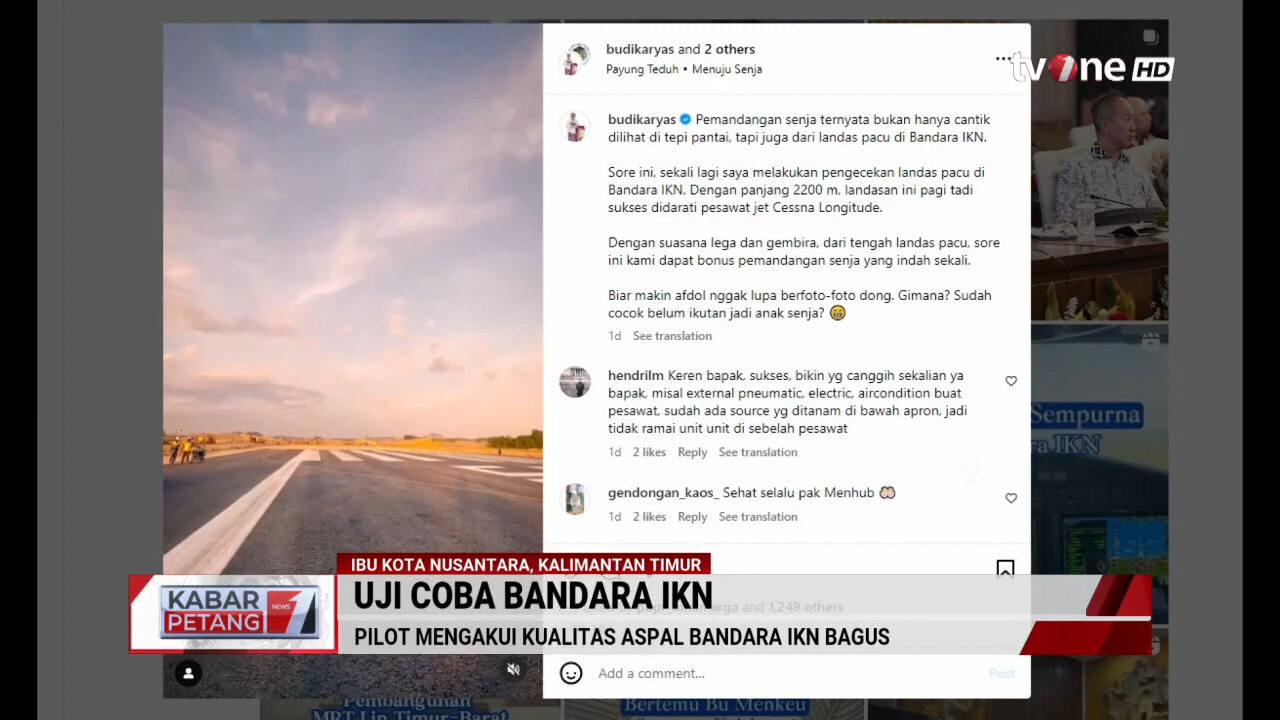 budikaryas and 2 others
Payung Teduh • Menuju Senja
tvOne HD
budikaryas Pemandangan senja ternyata bukan hanya cantik
dilihat di tepi pantai, tapi juga dari landas pacu di Bandara IKN.
Sore ini, sekali lagi saya melakukan pengecekan landas pacu di
Bandara IKN. Dengan panjang 2200 m, landasan ini pagi tadi
sukses didarati pesawat jet Cessna Longitude.
Dengan suasana lega dan gembira, dari tengah landas pacu, sore
ini kami dapat bonus pemandangan senja yang indah sekali.
Biar makin afdol nggak lupa berfoto-foto dong. Gimana? Sudah
cocok belum ikutan jadi anak senja? 😁
1d See translation
hendrilm Keren bapak, sukses, bikin yg canggih sekalian ya
bapak, misal external pneumatic, electric, aircondition buat
pesawat, sudah ada source yg ditanam di bawah apron, jadi
tidak ramai unit unit di sebelah pesawat
1d 2 likes Reply See translation
gendongan_kaos_ Sehat selalu pak Menhub 🤲
1d 2 likes Reply See translation
Sempurna
ra IKN
IBU KOTA NUSANTARA, KALIMANTAN TIMUR
KABAR
PETANG
NEWS 1
UJI COBA BANDARA IKN
and 1,249 others
PILOT MENGAKUI KUALITAS ASPAL BANDARA IKN BAGUS
Add a comment...
Post
Pembangunan
MRT Lin Timur-Barat
Bertemu Bu Menkeu